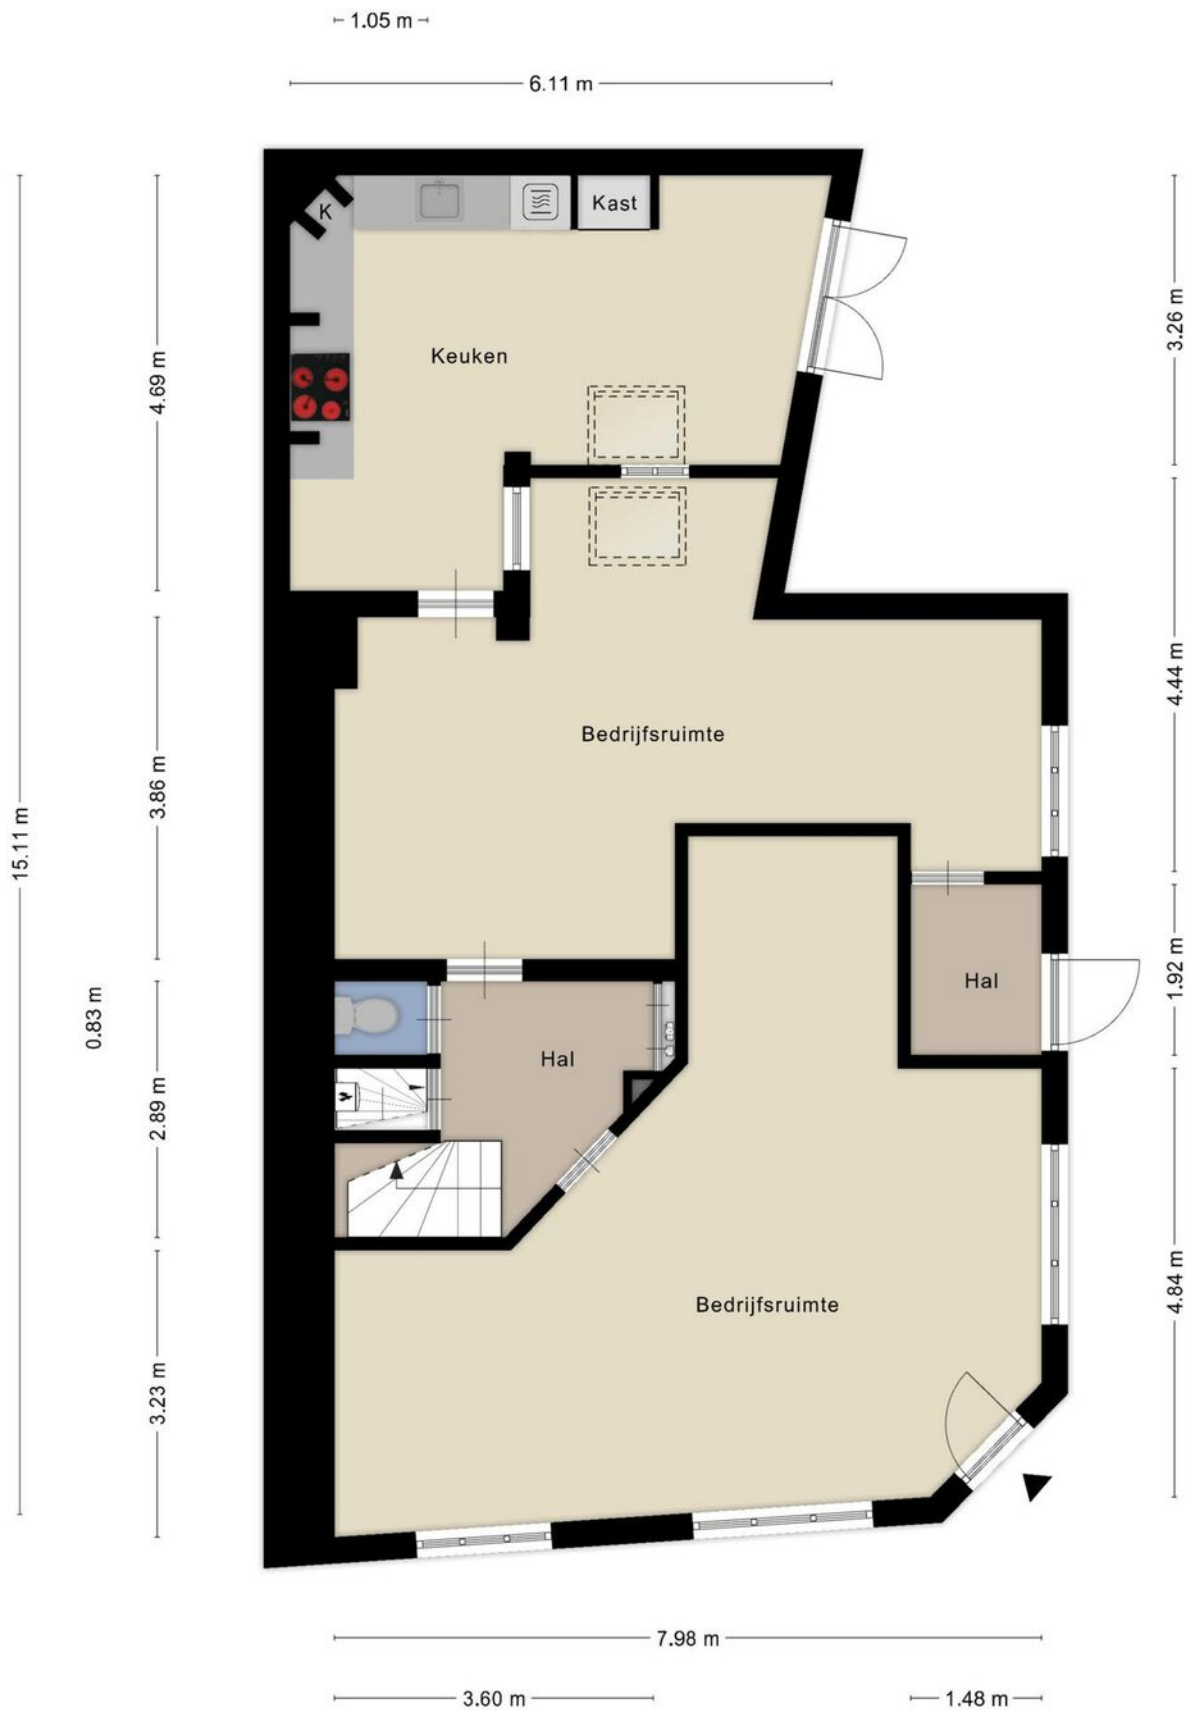 1.05 m
6.11 m
K
Kast
Keuken
4.69 m
3.26 m
Bedrijfsruimte
4.44 m
3.86 m
15.11 m
0.83 m
Hal
1.92 m
Hal
2.89 m
Bedrijfsruimte
4.84 m
3.23 m
7.98 m
3.60 m
1.48 m